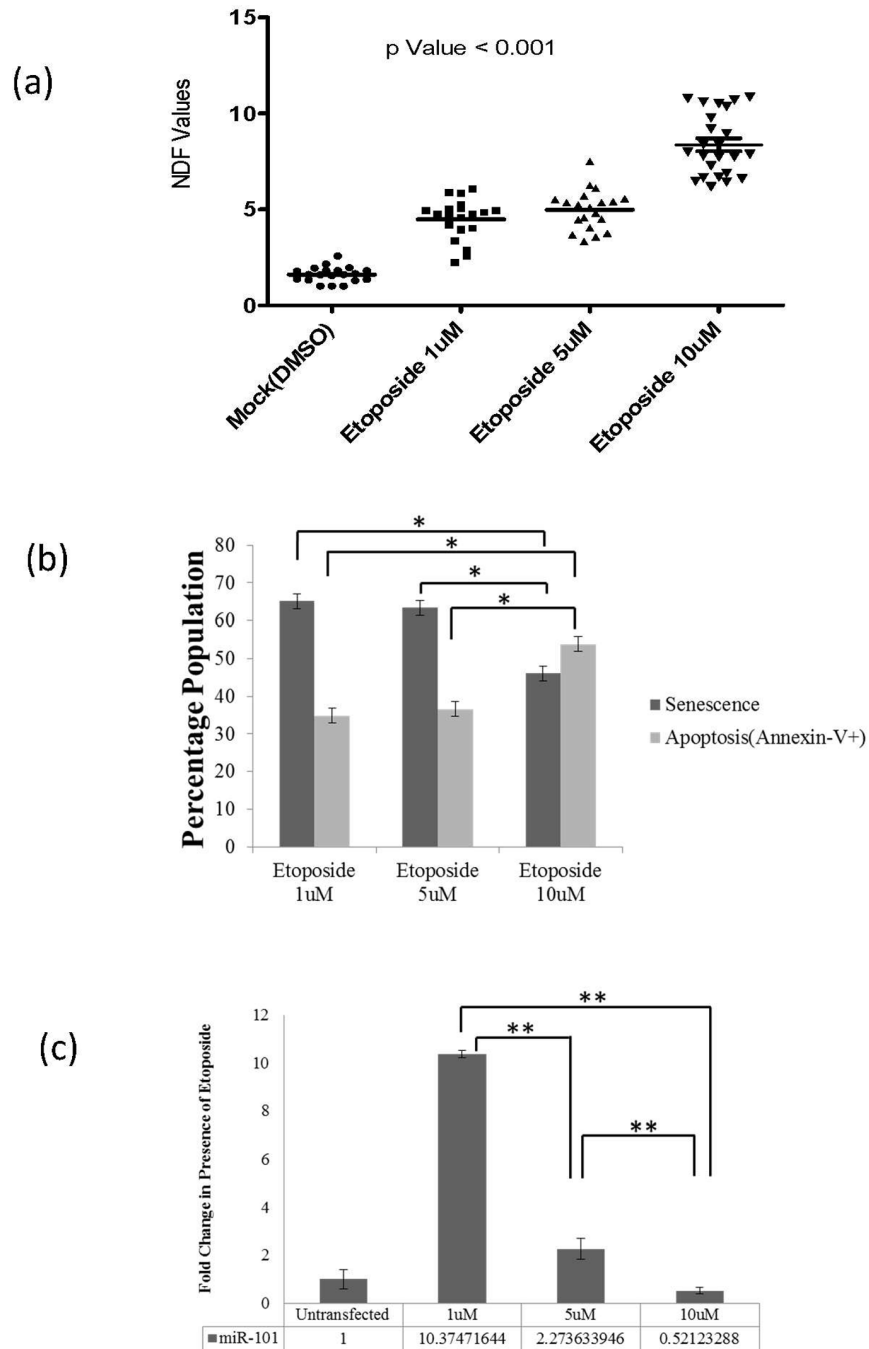 (a)
p Value < 0.001
NDF Values
15
10
5
0
Mock(DMSO)
Etoposide 1uM
Etoposide 5uM
Etoposide 10uM
(b)
Percentage Population
80
70
60
50
40
30
20
10
0
*
*
*
*
Etoposide 1uM
Etoposide 5uM
Etoposide 10uM
Senescence
Apoptosis(Annexin-V+)
(c)
Fold Change in Presence of Etoposide
12
10
8
6
4
2
0
**
**
**
Untransfected 1uM 5uM 10uM
miR-101 1 10.37471644 2.273633946 0.52123288